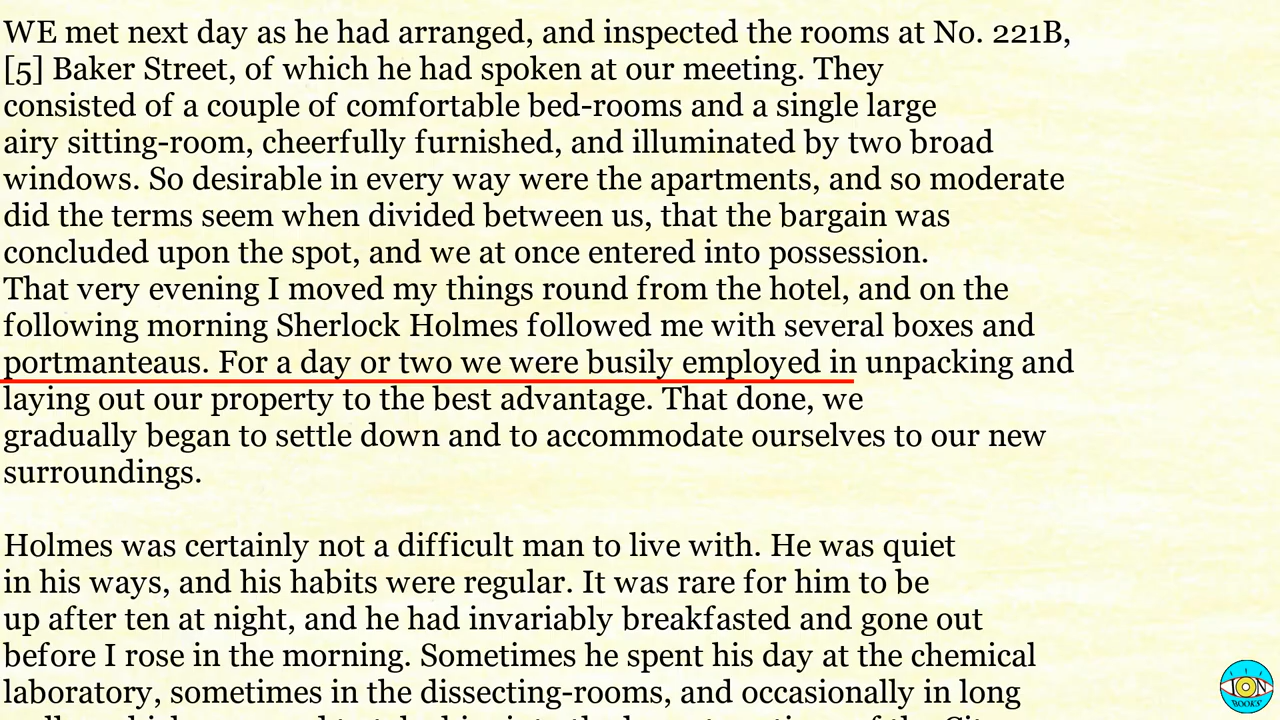 WE met next day as he had arranged, and inspected the rooms at No. 221B,
[5] Baker Street, of which he had spoken at our meeting. They
consisted of a couple of comfortable bed-rooms and a single large
airy sitting-room, cheerfully furnished, and illuminated by two broad
windows. So desirable in every way were the apartments, and so moderate
did the terms seem when divided between us, that the bargain was
concluded upon the spot, and we at once entered into possession.
That very evening I moved my things round from the hotel, and on the
following morning Sherlock Holmes followed me with several boxes and
portmanteaus. For a day or two we were busily employed in unpacking and
laying out our property to the best advantage. That done, we
gradually began to settle down and to accommodate ourselves to our new
surroundings.
Holmes was certainly not a difficult man to live with. He was quiet
in his ways, and his habits were regular. It was rare for him to be
up after ten at night, and he had invariably breakfasted and gone out
before I rose in the morning. Sometimes he spent his day at the chemical
laboratory, sometimes in the dissecting-rooms, and occasionally in long
ION
BOOKS